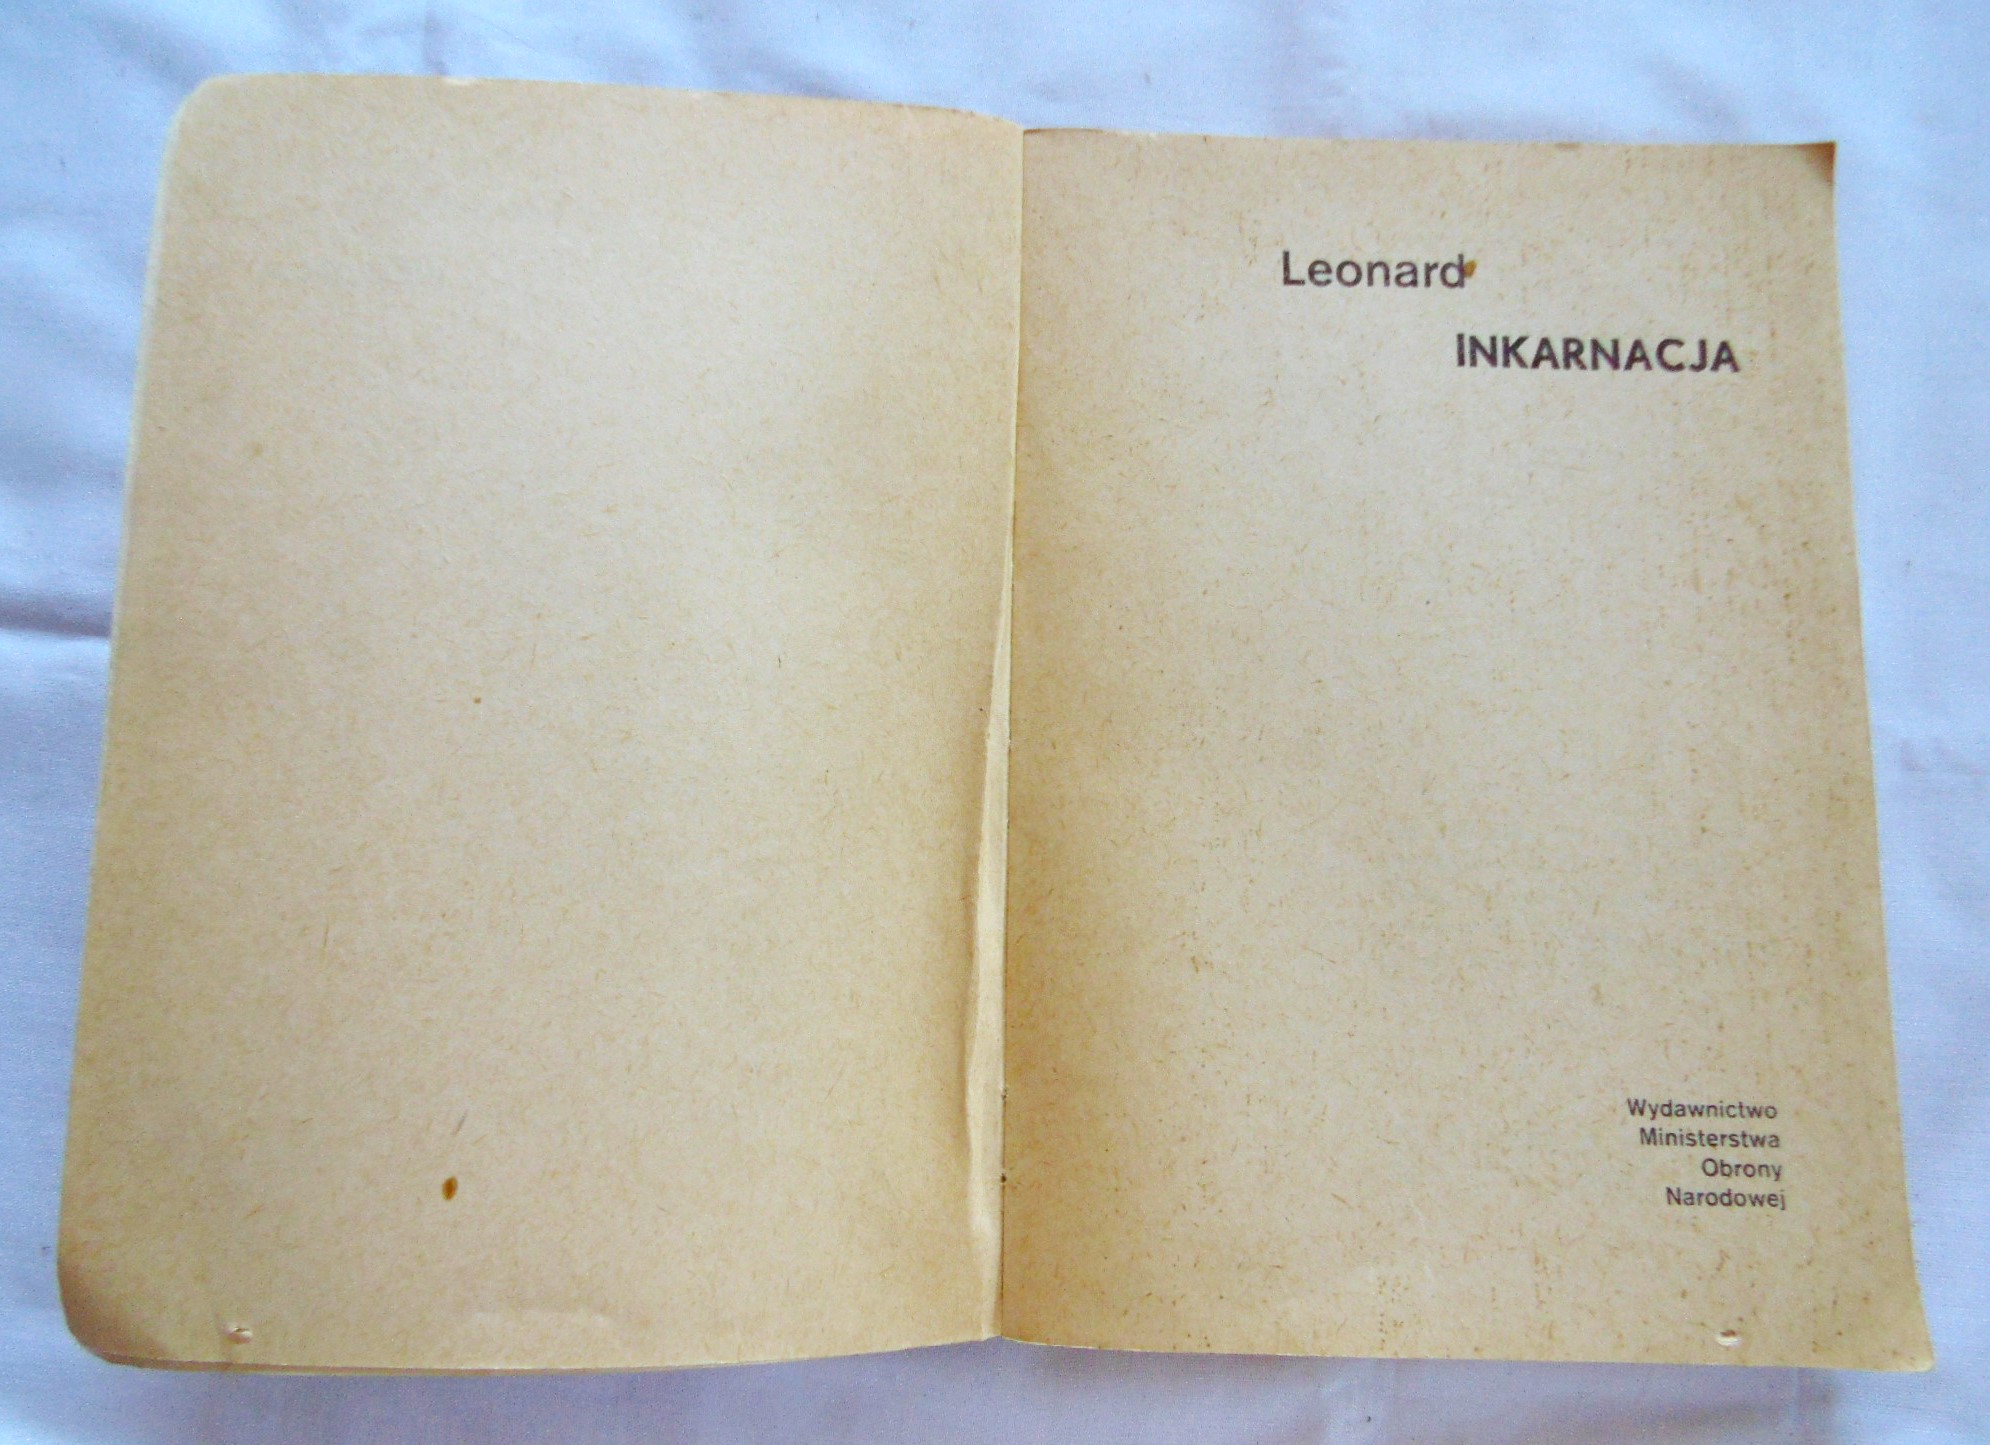 Leonard
INKARNACJA
Wydawnictwo
Ministerstwa
Obrony
Narodowej